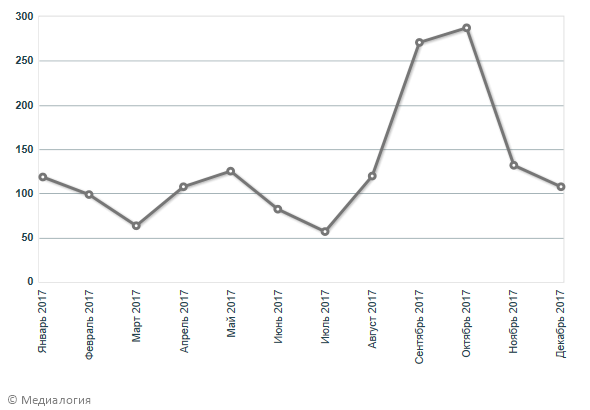 300
250
200
150
100
50
0
Январь 2017
Февраль 2017
Март 2017
Апрель 2017
Май 2017
Июнь 2017
Июль 2017
Август 2017
Сентябрь 2017
Октябрь 2017
Ноябрь 2017
Декабрь 2017
© Медиалогия